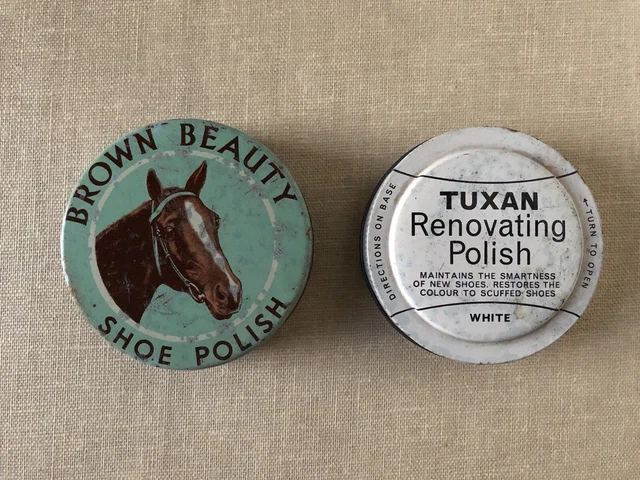 BROWN BEAUTY
SHOE POLISH
DIRECTIONS ON BASE
TUXAN
Renovating
Polish
MAINTAINS THE SMARTNESS
OF NEW SHOES. RESTORES THE
COLOUR TO SCUFFED SHOES
WHITE
← TURN TO OPEN